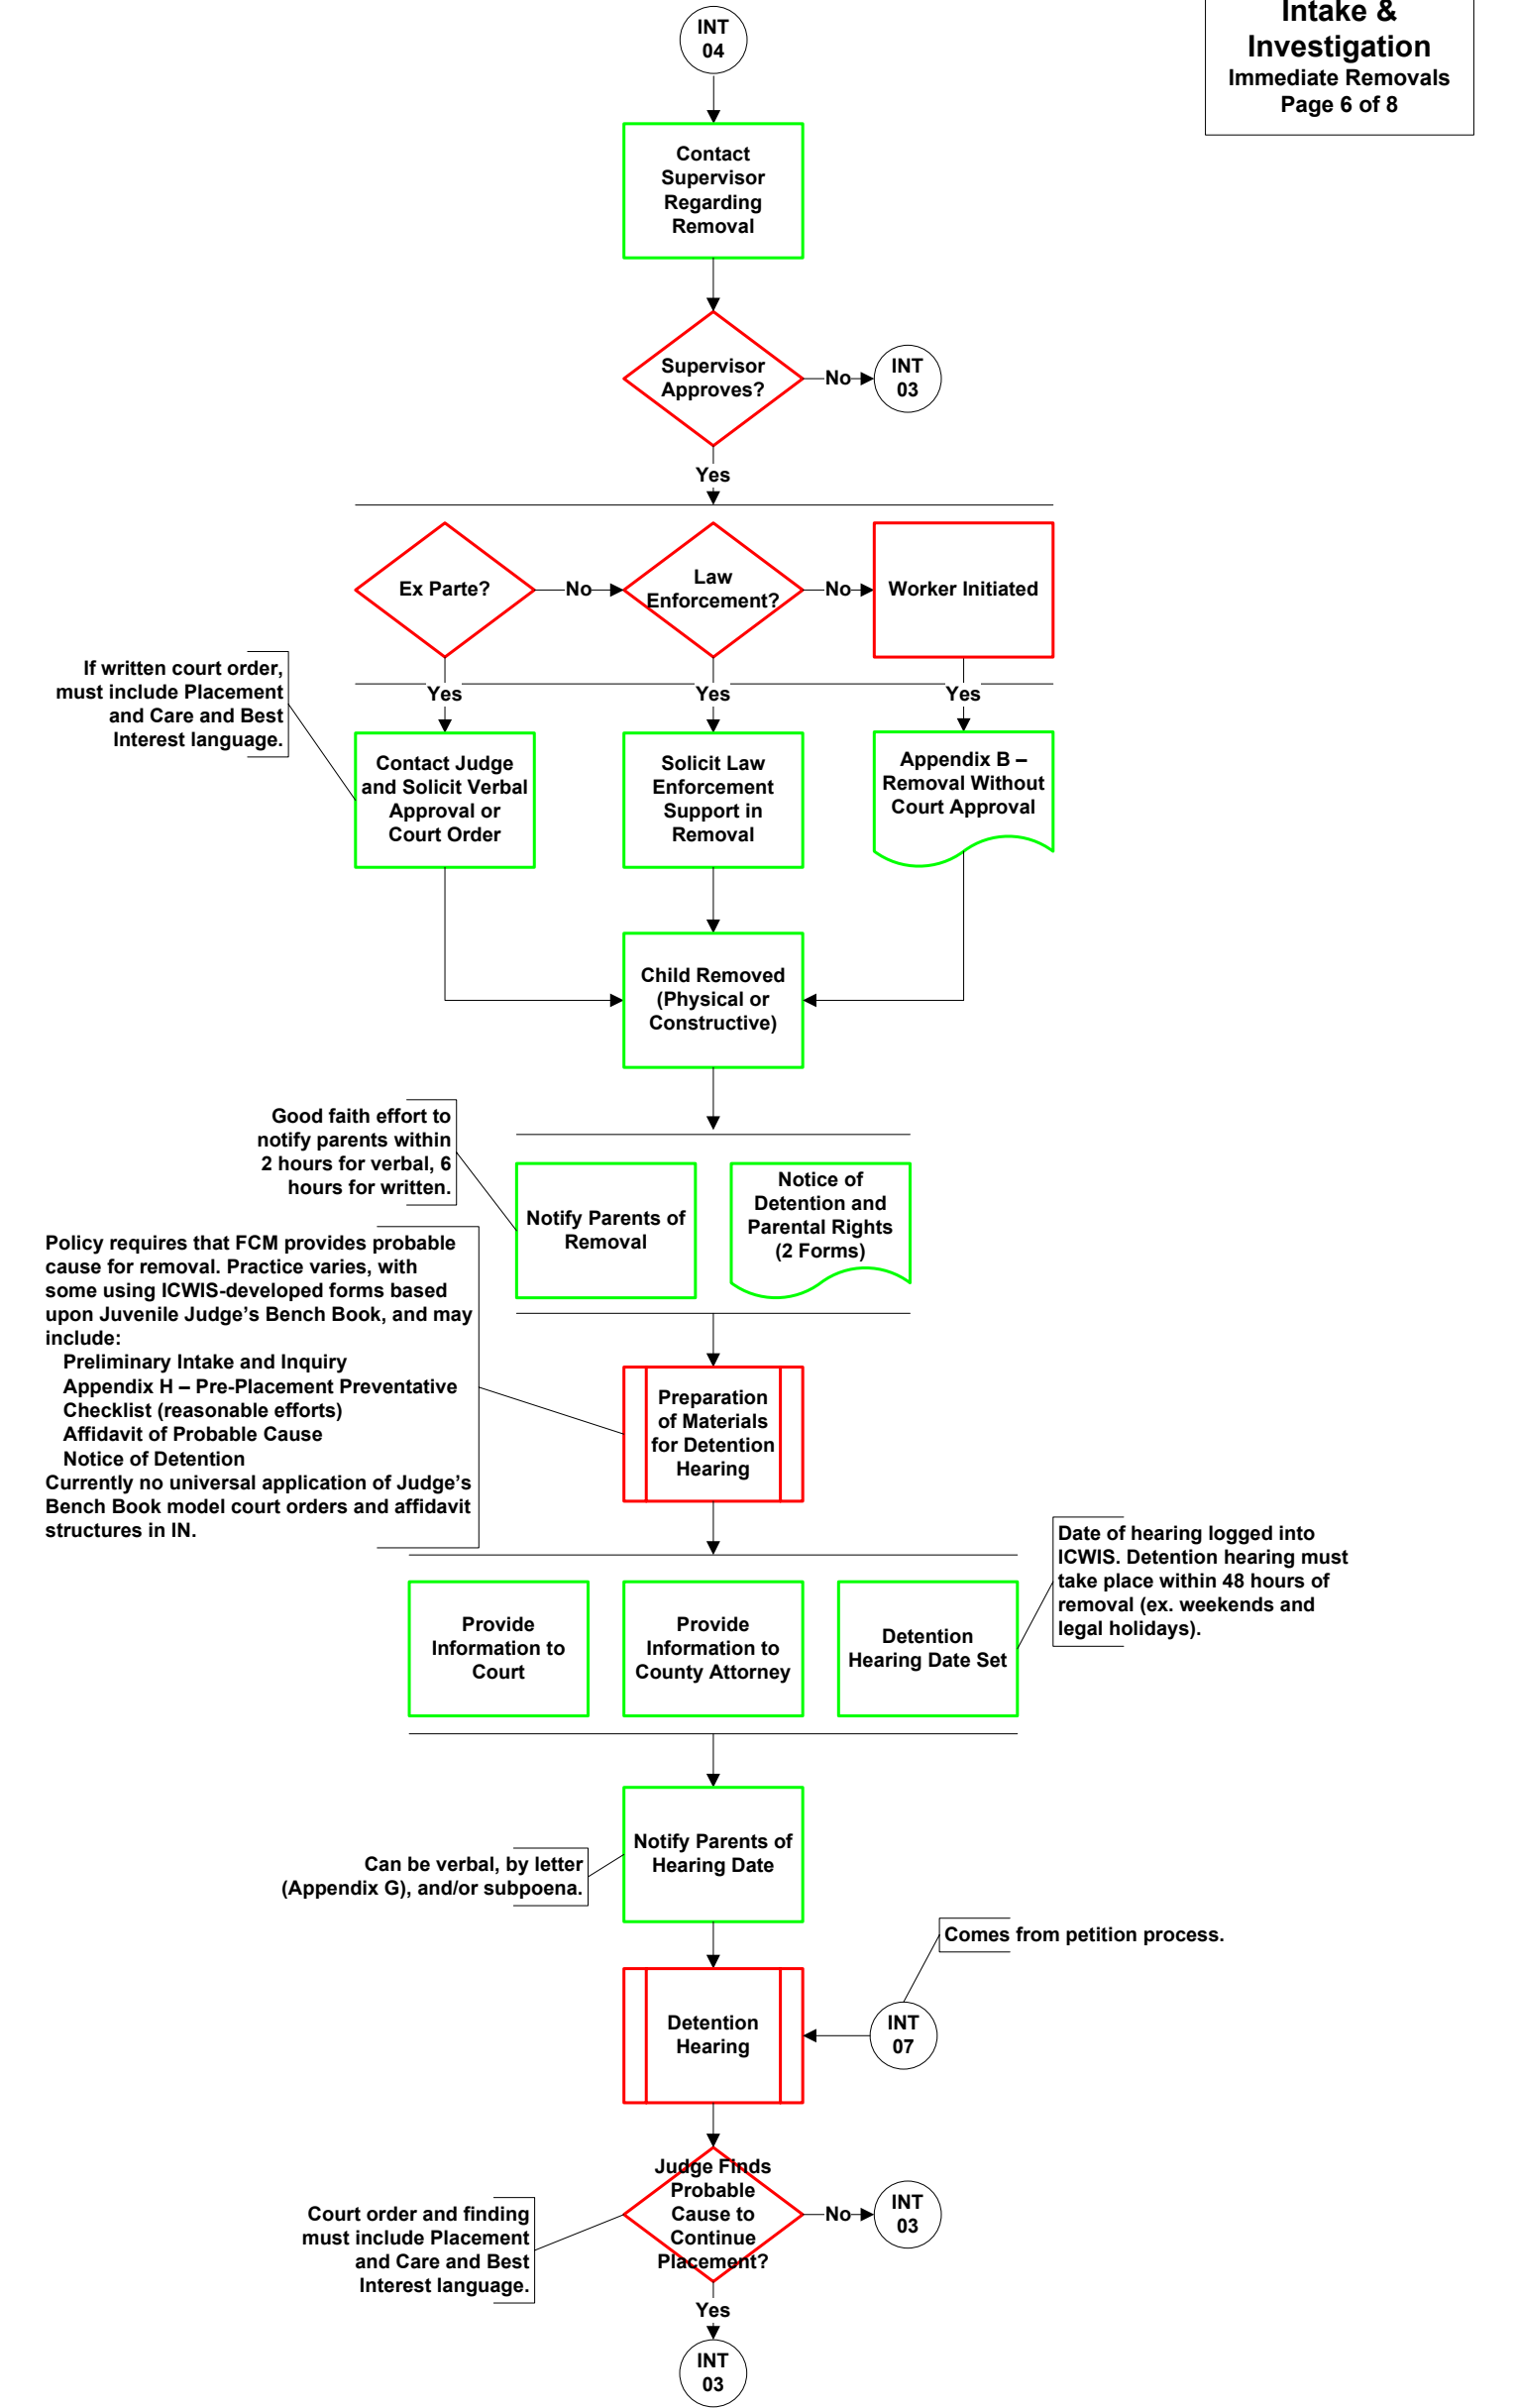 Intake &
Investigation
Immediate Removals
Page 6 of 8
INT
04
Contact
Supervisor
Regarding
Removal
Supervisor
Approves?
No
INT
03
Yes
Ex Parte?
No
Law
Enforcement?
No
Worker Initiated
If written court order,
must include Placement
and Care and Best
Interest language.
Yes
Yes
Yes
Contact Judge
and Solicit Verbal
Approval or
Court Order
Solicit Law
Enforcement
Support in
Removal
Appendix B –
Removal Without
Court Approval
Child Removed
(Physical or
Constructive)
Good faith effort to
notify parents within
2 hours for verbal, 6
hours for written.
Notify Parents of
Removal
Notice of
Detention and
Parental Rights
(2 Forms)
Policy requires that FCM provides probable
cause for removal. Practice varies, with
some using ICWIS-developed forms based
upon Juvenile Judge's Bench Book, and may
include:
Preliminary Intake and Inquiry
Appendix H – Pre-Placement Preventative
Checklist (reasonable efforts)
Affidavit of Probable Cause
Notice of Detention
Currently no universal application of Judge's
Bench Book model court orders and affidavit
structures in IN.
Preparation
of Materials
for Detention
Hearing
Date of hearing logged into
ICWIS. Detention hearing must
take place within 48 hours of
removal (ex. weekends and
legal holidays).
Provide
Information to
Court
Provide
Information to
County Attorney
Detention
Hearing Date Set
Notify Parents of
Hearing Date
Can be verbal, by letter
(Appendix G), and/or subpoena.
Comes from petition process.
Detention
Hearing
INT
07
Judge Finds
Probable
Cause to
Continue
Placement?
No
INT
03
Court order and finding
must include Placement
and Care and Best
Interest language.
Yes
INT
03